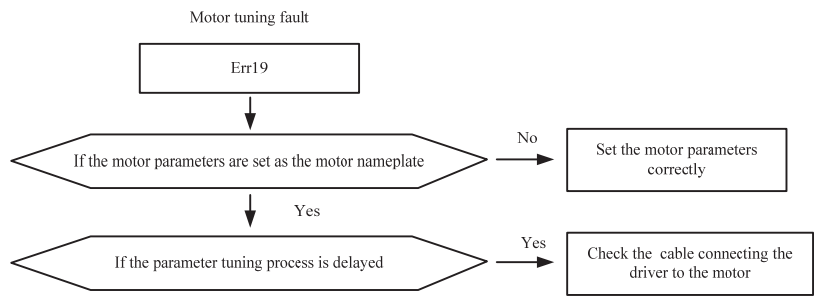 Motor tuning fault
Err19
If the motor parameters are set as the motor nameplate
No
Set the motor parameters
correctly
Yes
If the parameter tuning process is delayed
Yes
Check the cable connecting the
driver to the motor